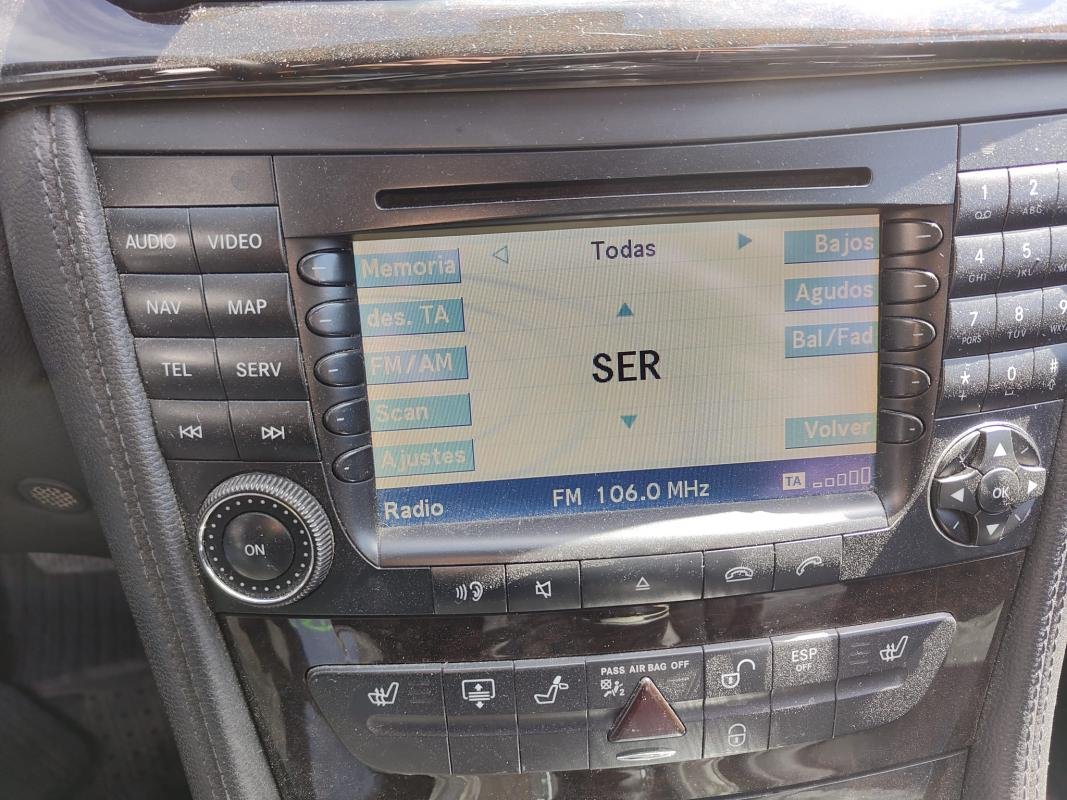 AUDIO VIDEO
NAV MAP
TEL SERV
ON
Todas
Memoria
des. TA
FM/AM
Scan
Ajustes
SER
Bajos
Agudos
Bal/Fad
Volver
Radio FM 106.0 MHz TA
1 2 ABC
4 GHI 5 JKL
7 PQRS 8 TUV 9 WXY
* 0 #
OK
PASS AIR BAG OFF
ESP
OFF